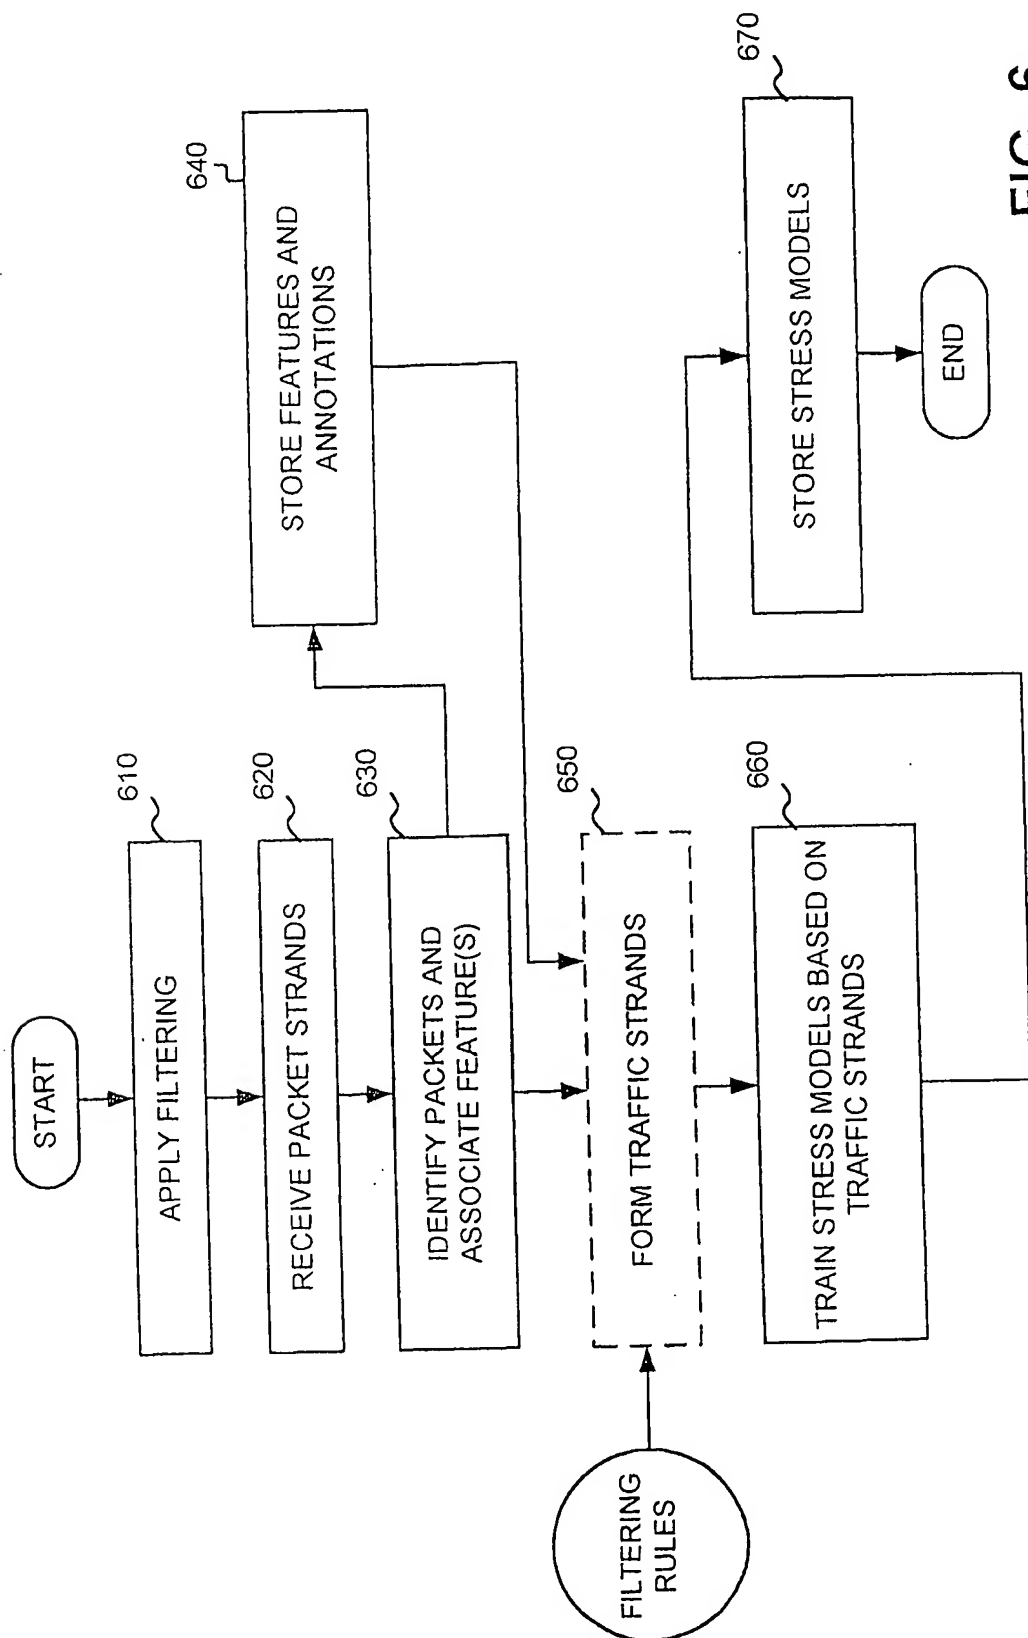 START
610
APPLY FILTERING
620
RECEIVE PACKET STRANDS
630
IDENTIFY PACKETS AND
ASSOCIATE FEATURE(S)
640
STORE FEATURES AND
ANNOTATIONS
650
FORM TRAFFIC STRANDS
FILTERING
RULES
660
TRAIN STRESS MODELS BASED ON
TRAFFIC STRANDS
670
STORE STRESS MODELS
END
FIG. 6